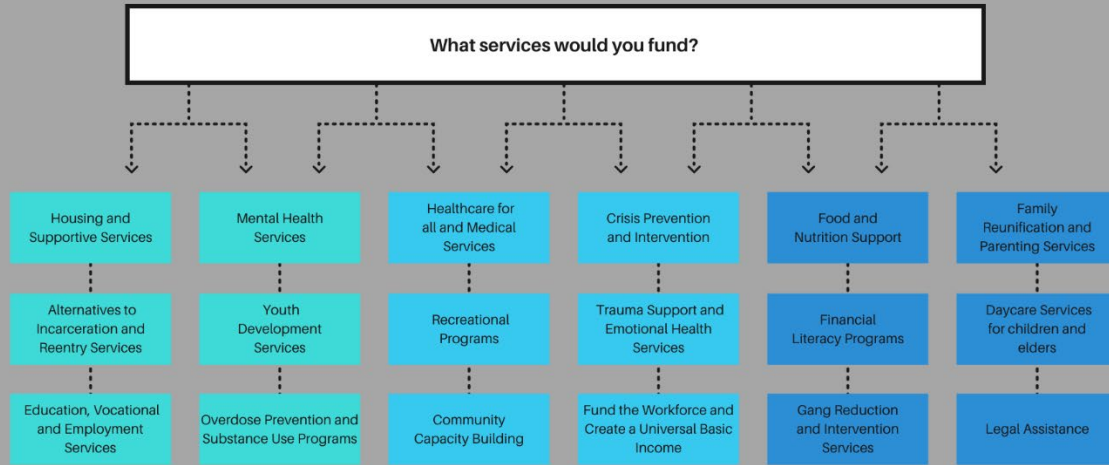 What services would you fund?
Housing and
Supportive Services
Mental Health
Services
Healthcare for
all and Medical
Services
Crisis Prevention
and Intervention
Food and
Nutrition Support
Family
Reunification and
Parenting Services
Alternatives to
Incarceration and
Reentry Services
Youth
Development
Services
Recreational
Programs
Trauma Support and
Emotional Health
Services
Financial
Literacy Programs
Daycare Services
for children and
elders
Education, Vocational
and Employment
Services
Overdose Prevention and
Substance Use Programs
Community
Capacity Building
Fund the Workforce and
Create a Universal Basic
Income
Gang Reduction
and Intervention
Services
Legal Assistance